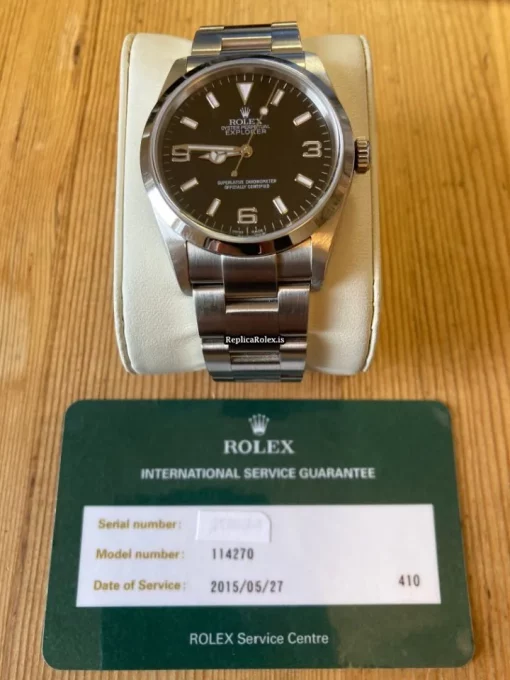 ROLEX
OYSTER PERPETUAL
EXPLORER
9 3
SUPERLATIVE CHRONOMETER
OFFICIALLY CERTIFIED
6
ReplicaRolex.is
ROLEX
INTERNATIONAL SERVICE GUARANTEE
Serial number:
Model number: 114270
Date of Service: 2015/05/27 410
ROLEX Service Centre